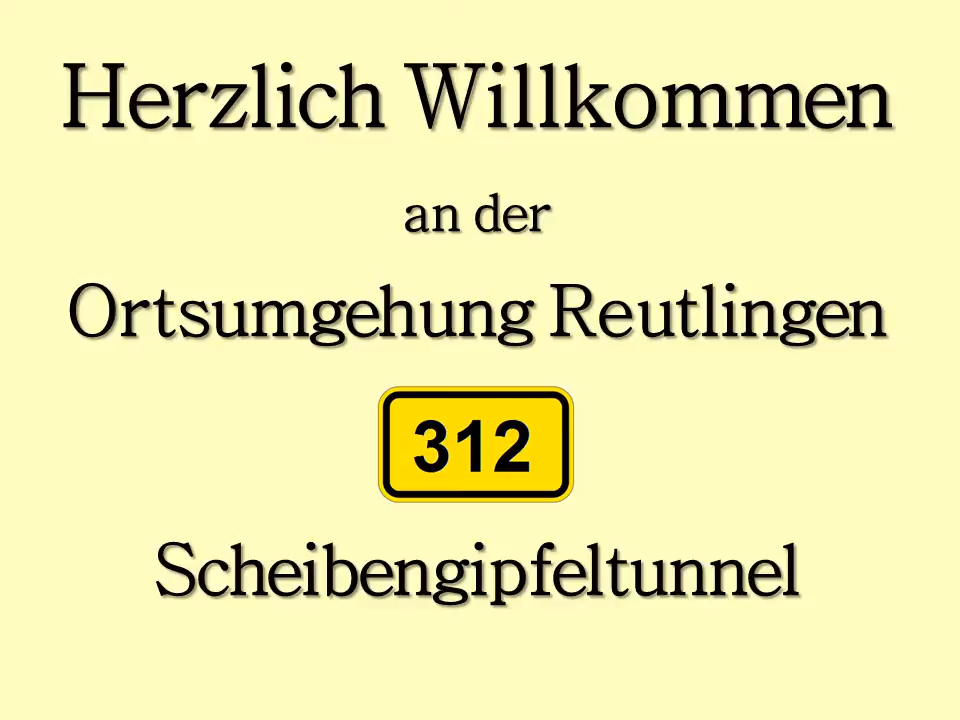 Herzlich Willkommen
an der
Ortsumgehung Reutlingen
312
Scheibengipfeltunnel